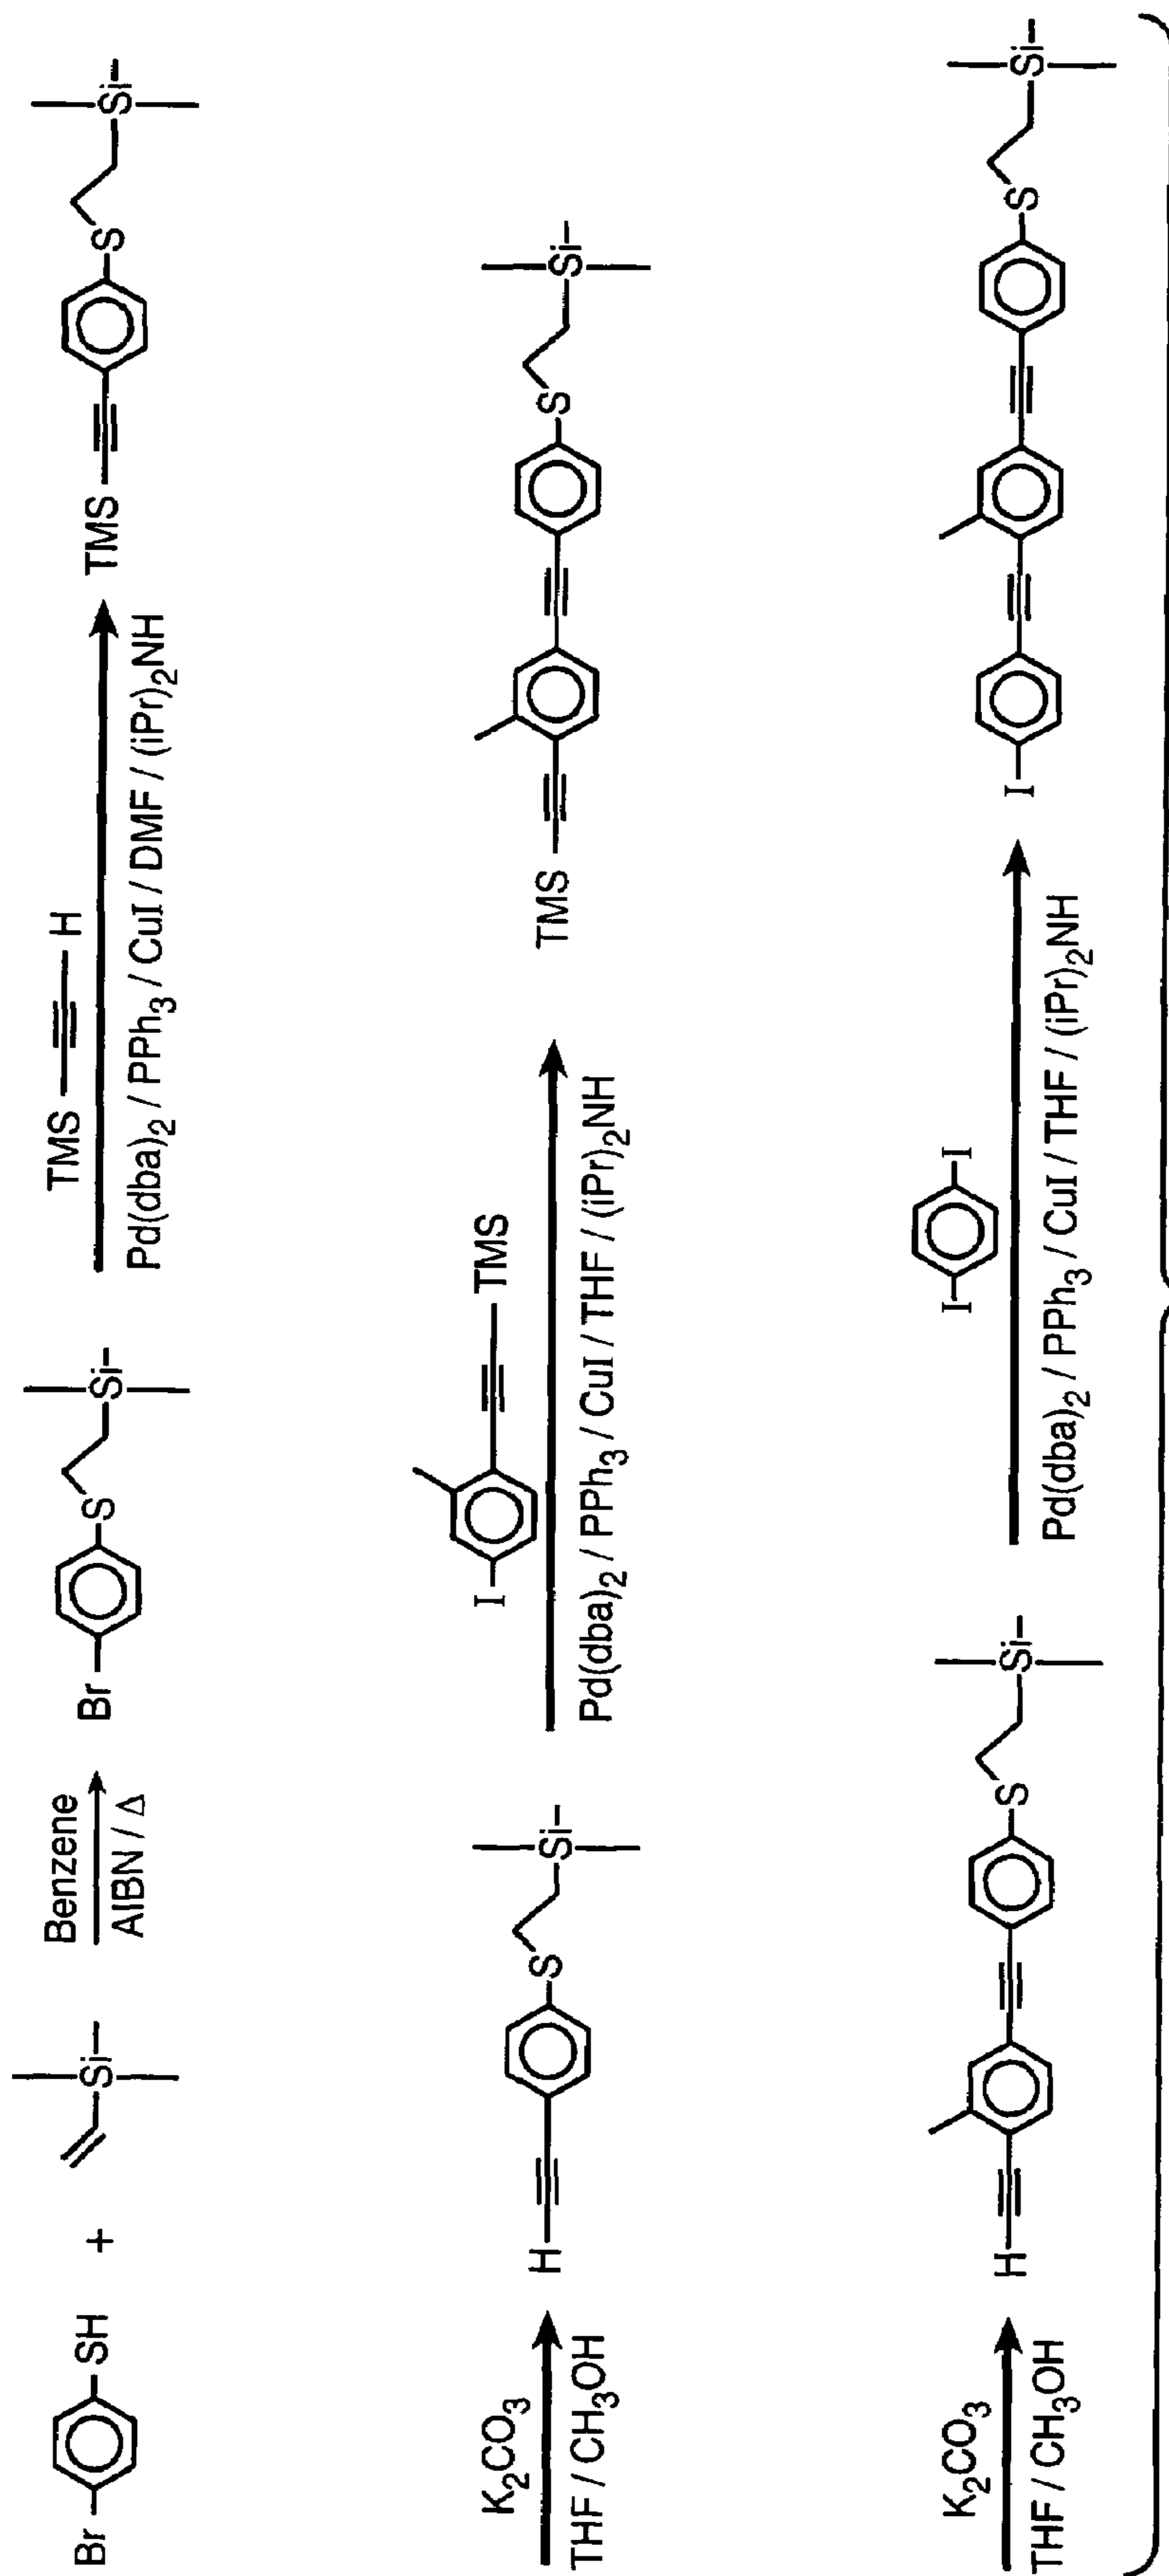 Br SH + Si Benzene Br S Si TMS H TMS S Si
AIBN / Δ Pd(dba)2 / PPh3 / CuI / DMF / (iPr)2NH
K2CO3 H S Si I TMS TMS S Si
THF / CH3OH Pd(dba)2 / PPh3 / CuI / THF / (iPr)2NH
K2CO3 H S Si I I I S Si
THF / CH3OH Pd(dba)2 / PPh3 / CuI / THF / (iPr)2NH